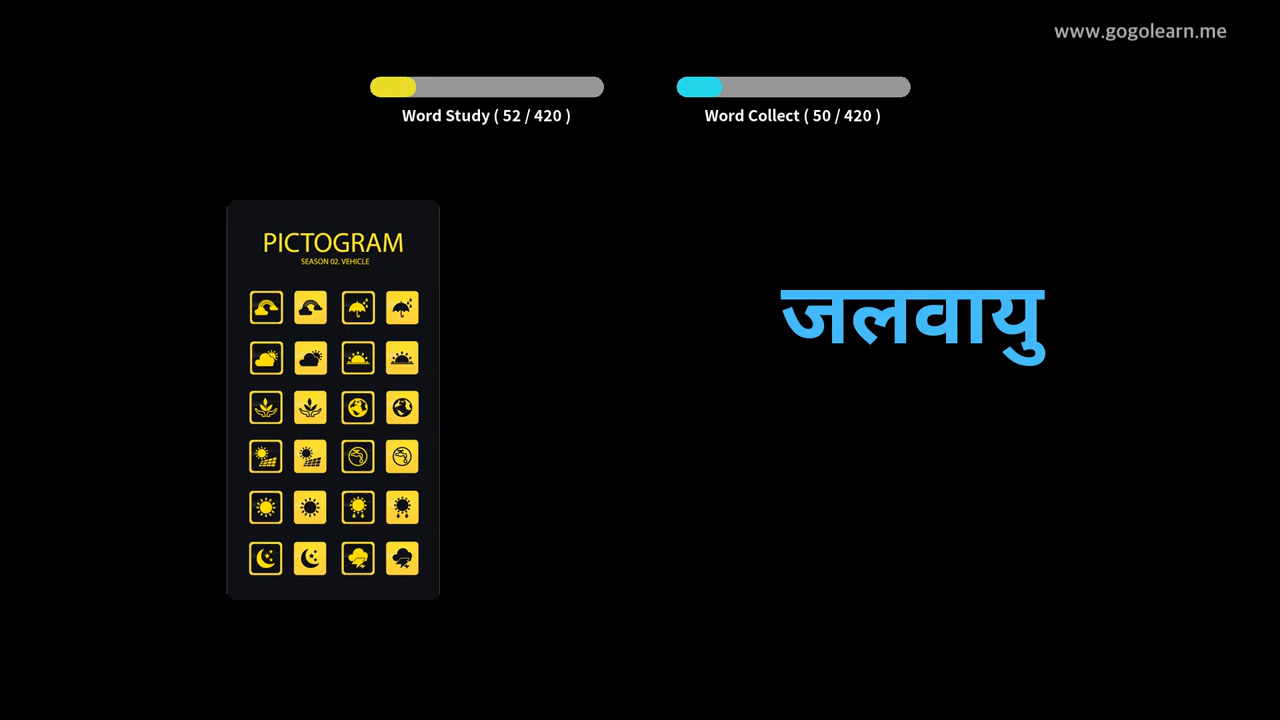 www.gogolearn.me
Word Study ( 52 / 420 )
Word Collect ( 50 / 420 )
PICTOGRAM
SEASON 02. VEHICLE
जलवायु